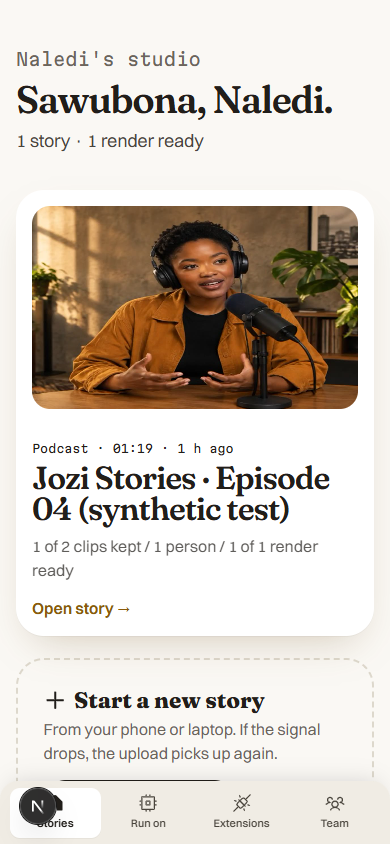 Naledi's studio
Sawubona, Naledi.
1 story · 1 render ready
Podcast · 01:19 · 1 h ago
Jozi Stories · Episode
04 (synthetic test)
1 of 2 clips kept / 1 person / 1 of 1 render
ready
Open story →
+ Start a new story
From your phone or laptop. If the signal
drops, the upload picks up again.
N
Stories
Run on
Extensions
Team